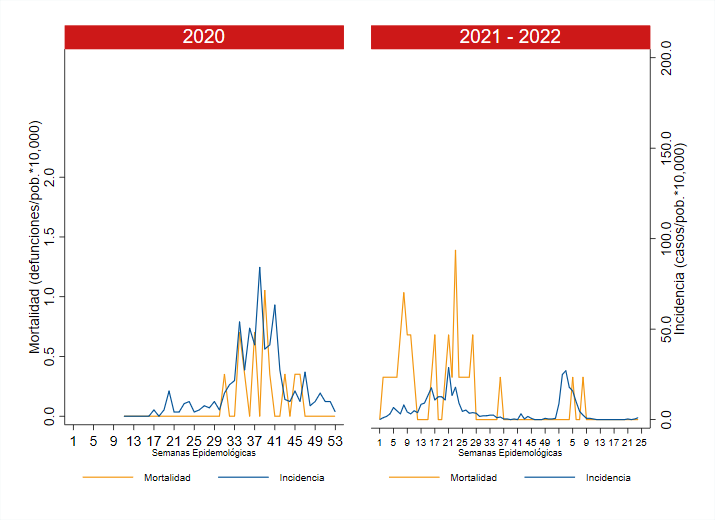 2020
2021 - 2022
Mortalidad (defunciones/pob.*10,000)
0.0 0.5 1.0 1.5 2.0
1 5 9 13 17 21 25 29 33 37 41 45 49 53
Semanas Epidemológicas
Mortalidad Incidencia
Incidencia (casos/pob.*10,000)
0.0 50.0 100.0 150.0 200.0
1 5 9 13 17 21 25 29 33 37 41 45 49 1 5 9 13 17 21 25
Semanas Epidemológicas
Mortalidad Incidencia